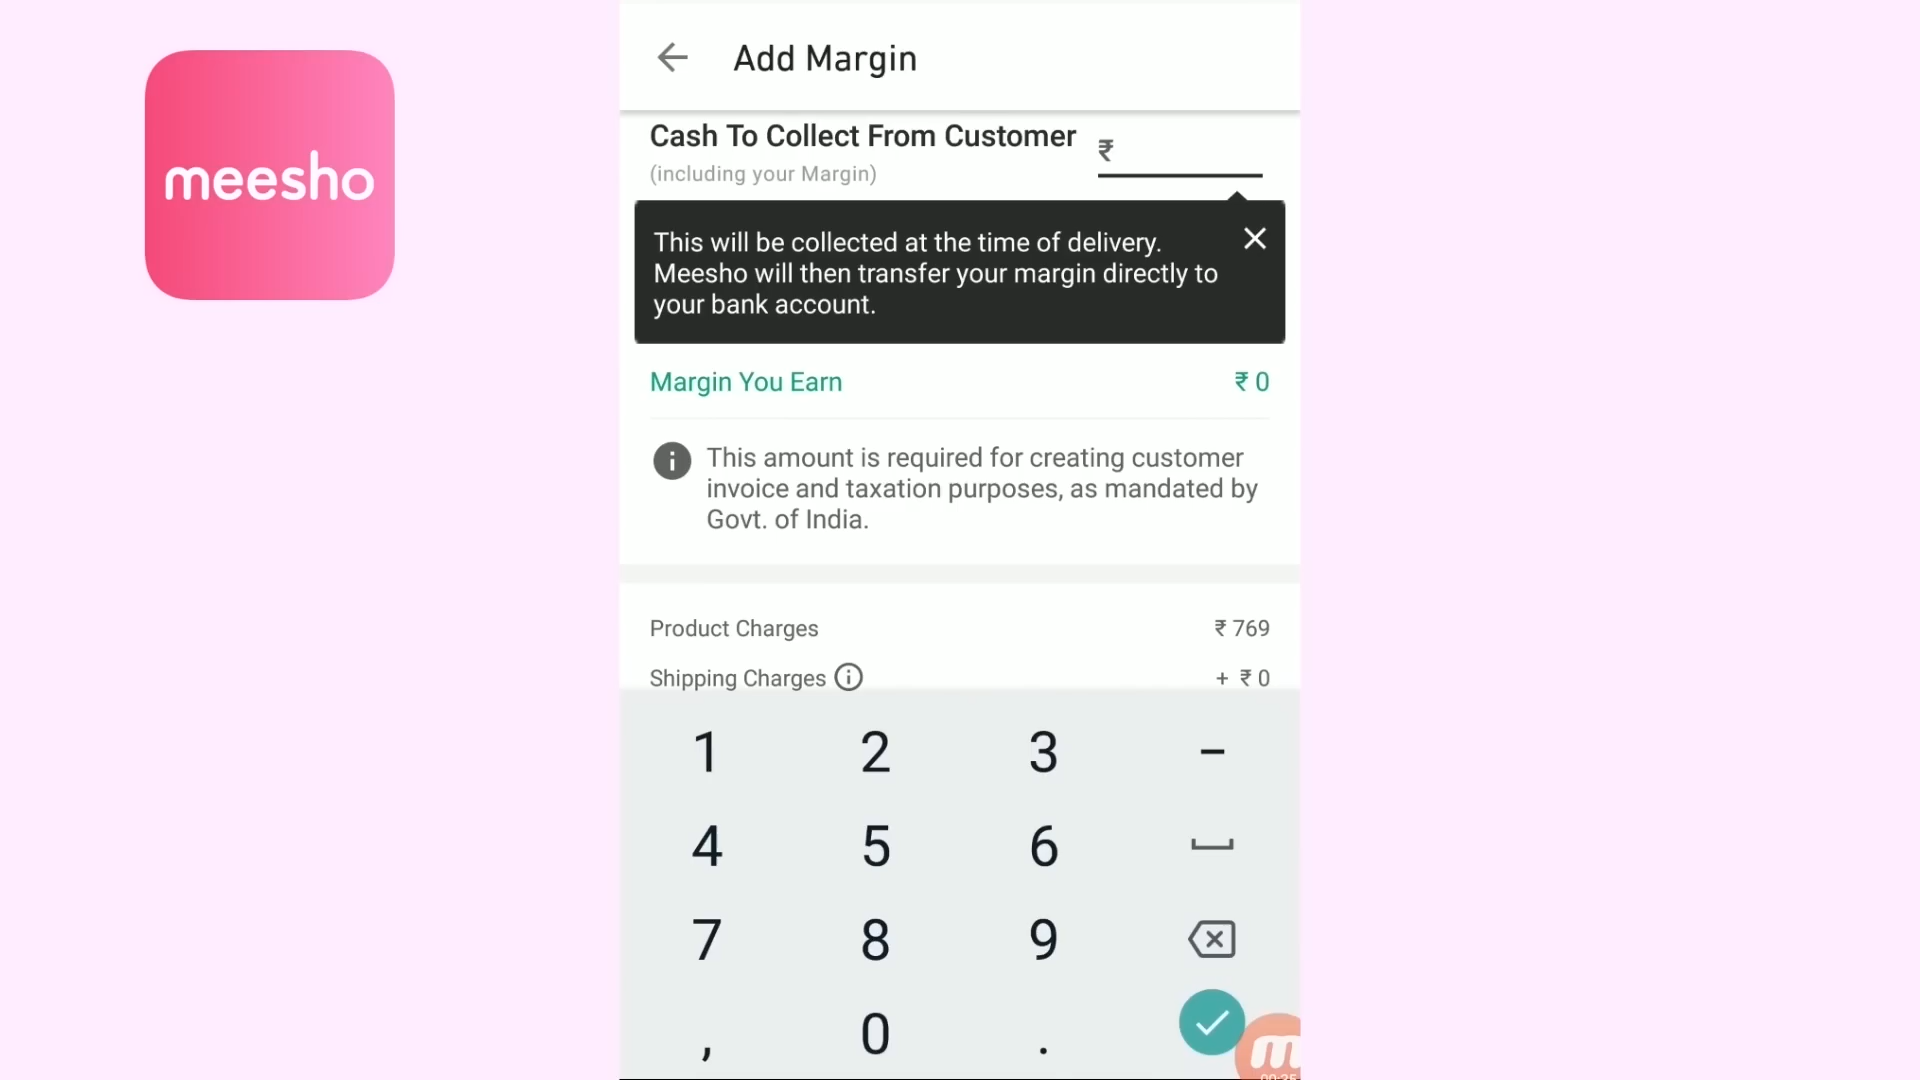 meesho
Add Margin
Cash To Collect From Customer
(including your Margin)
₹
This will be collected at the time of delivery.
Meesho will then transfer your margin directly to
your bank account.
Margin You Earn ₹ 0
This amount is required for creating customer
invoice and taxation purposes, as mandated by
Govt. of India.
Product Charges ₹ 769
Shipping Charges + ₹ 0
1 2 3 -
4 5 6
7 8 9
, 0 .
00:25